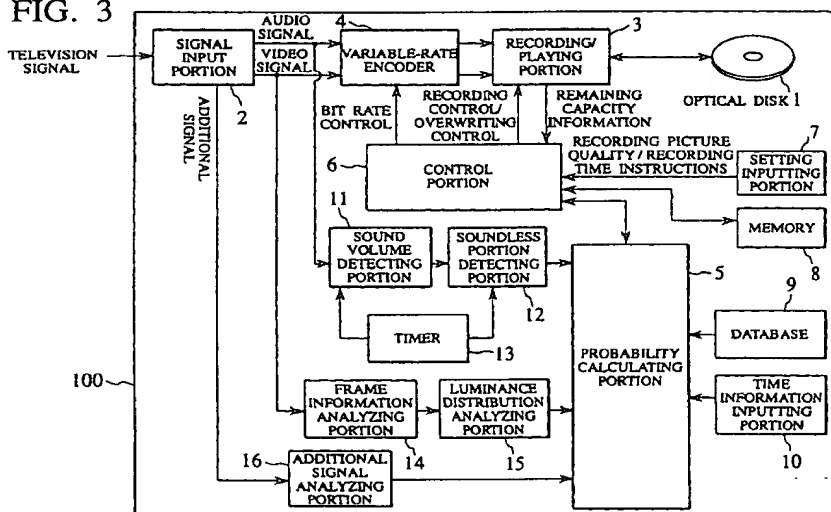 FIG. 3
TELEVISION
SIGNAL
SIGNAL
INPUT
PORTION
2
AUDIO
SIGNAL
VIDEO
SIGNAL
ADDITIONAL
SIGNAL
4
VARIABLE-RATE
ENCODER
3
RECORDING/
PLAYING
PORTION
OPTICAL DISK 1
BIT RATE
CONTROL
RECORDING
CONTROL/
OVERWRITING
CONTROL
REMAINING
CAPACITY
INFORMATION
6
CONTROL
PORTION
RECORDING PICTURE
QUALITY/RECORDING
TIME INSTRUCTIONS
7
SETTING
INPUTTING
PORTION
MEMORY
8
11
SOUND
VOLUME
DETECTING
PORTION
SOUNDLESS
PORTION
DETECTING
PORTION
12
TIMER
13
5
PROBABILITY
CALCULATING
PORTION
9
DATABASE
TIME
INFORMATION
INPUTTING
PORTION
10
100
FRAME
INFORMATION
ANALYZING
PORTION
14
LUMINANCE
DISTRIBUTION
ANALYZING
PORTION
15
16
ADDITIONAL
SIGNAL
ANALYZING
PORTION